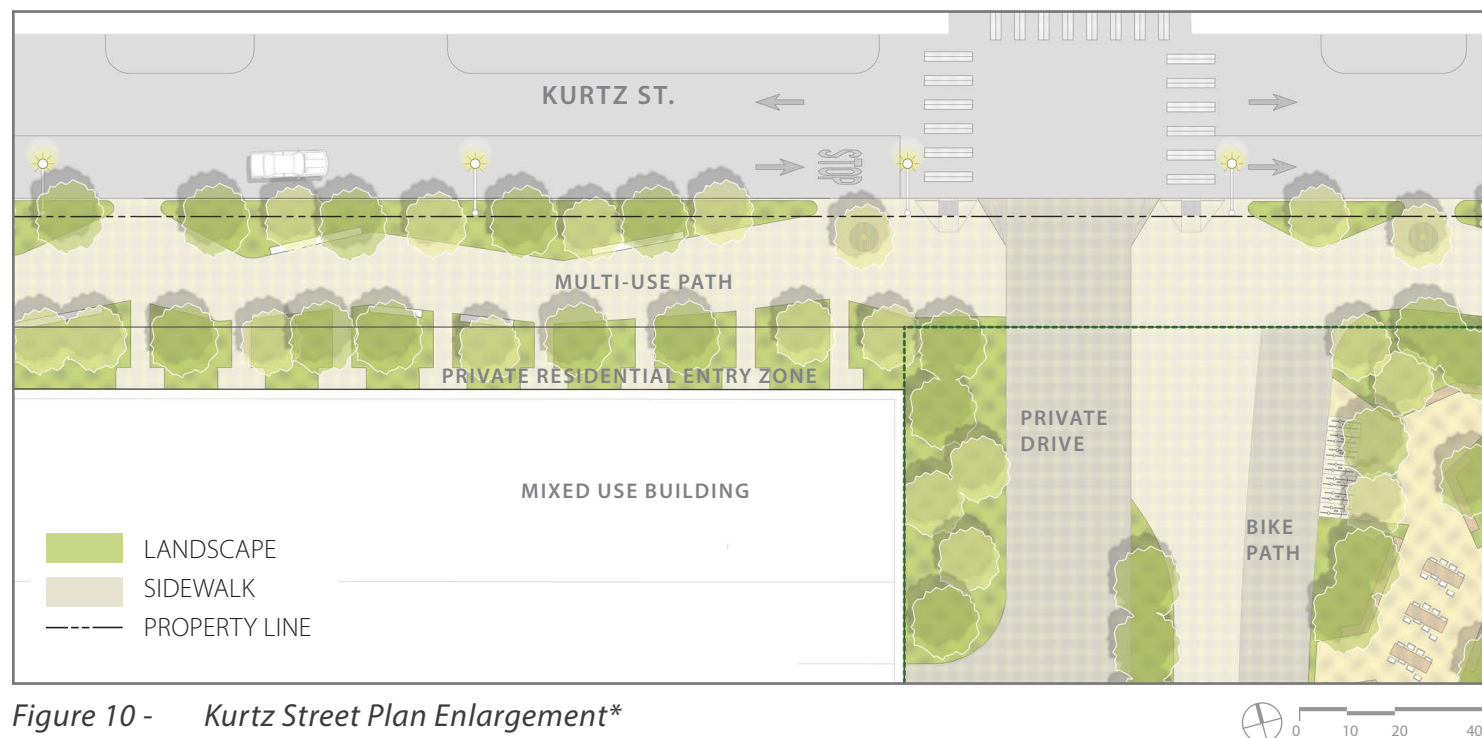 KURTZ ST.
STOP
MULTI-USE PATH
PRIVATE RESIDENTIAL ENTRY ZONE
PRIVATE
DRIVE
MIXED USE BUILDING
BIKE
PATH
LANDSCAPE
SIDEWALK
PROPERTY LINE
Figure 10 - Kurtz Street Plan Enlargement*
0 10 20 40